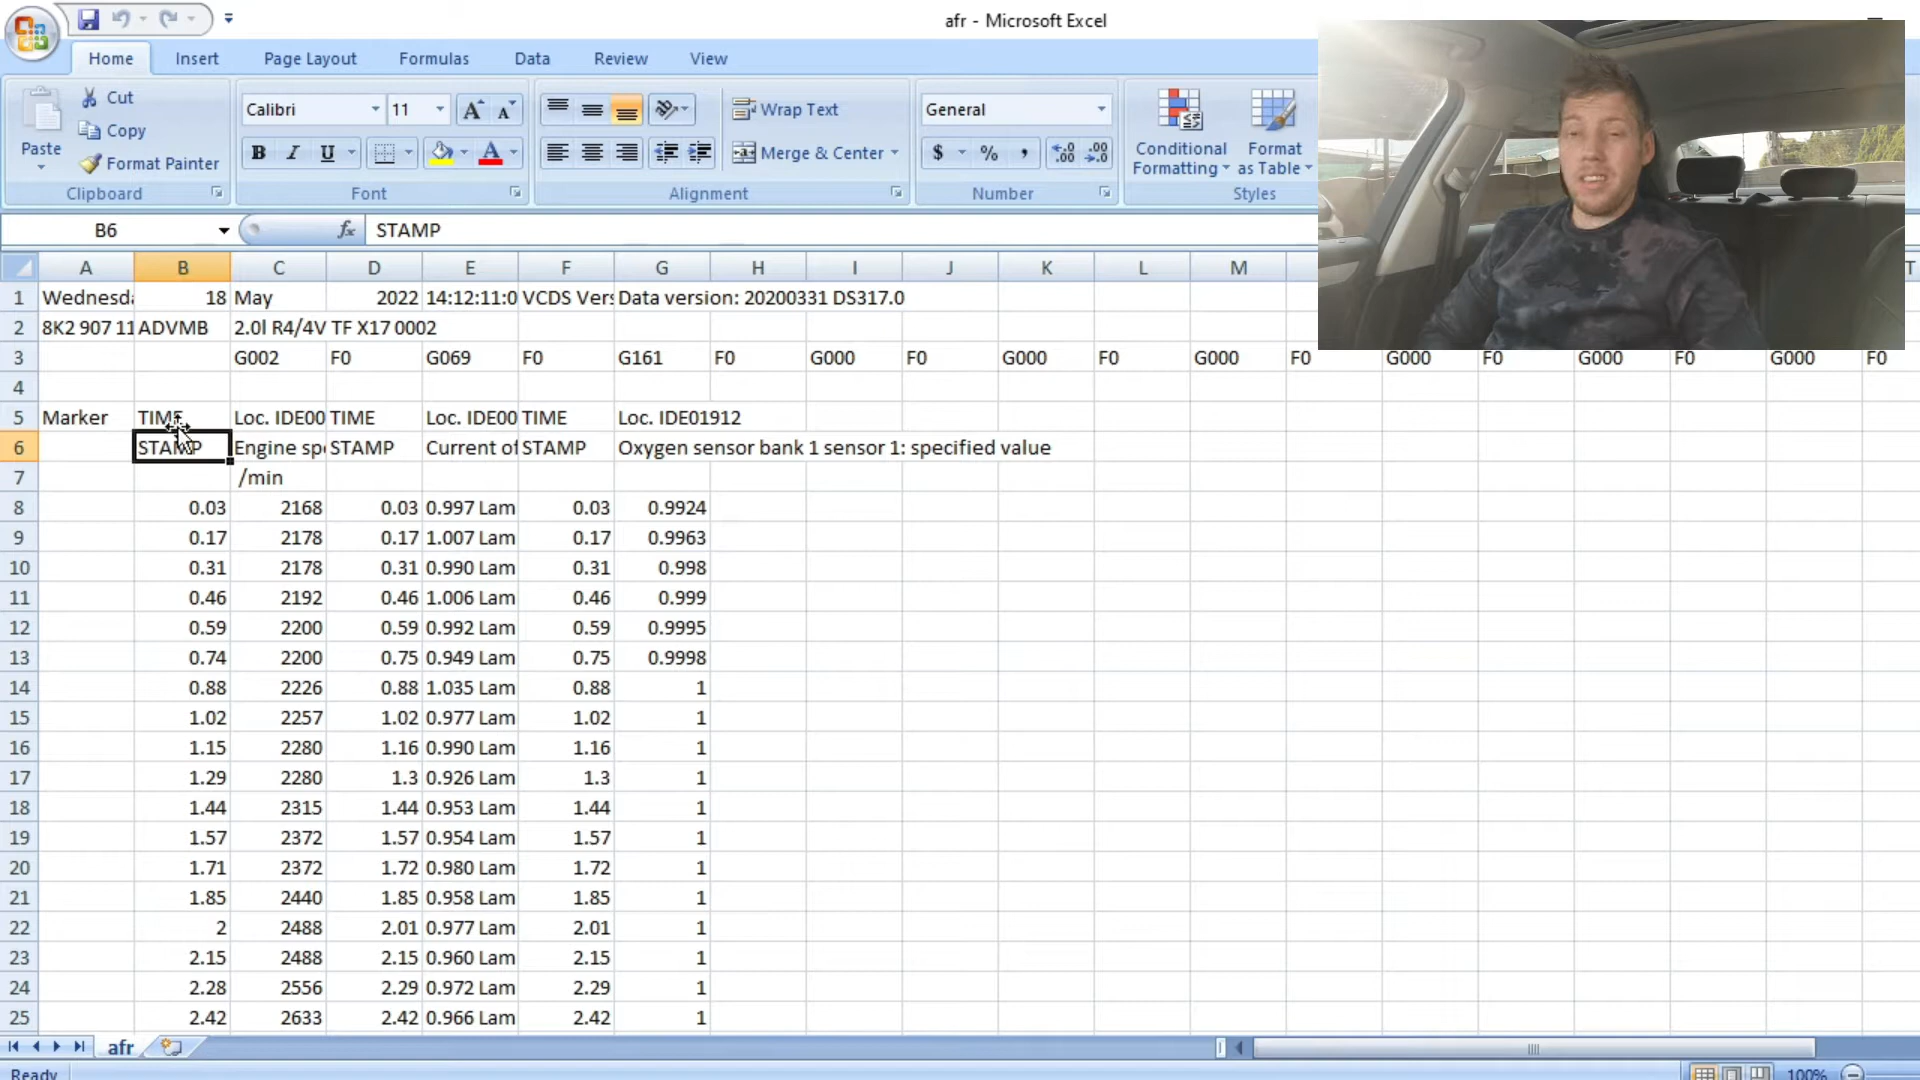 afr - Microsoft Excel
Home Insert Page Layout Formulas Data Review View
Cut
Copy
Format Painter
Paste
Clipboard
Calibri 11
B I U
Font
Wrap Text
Merge & Center
Alignment
General
$ % ,
Number
Conditional Formatting
Format as Table
Styles
B6 fx STAMP
A B C D E F G H I J K L M T
1 Wednesda 18 May 2022 14:12:11:0 VCDS Vers Data version: 20200331 DS317.0
2 8K2 907 11 ADVMB 2.0l R4/4V TF X17 0002
3 G002 F0 G069 F0 G161 F0 G000 F0 G000 F0 G000 F0 G000 F0 G000 F0 G000 F0
4
5 Marker TIME Loc. IDE00 TIME Loc. IDE00 TIME Loc. IDE01912
6 STAMP Engine spe STAMP Current of STAMP Oxygen sensor bank 1 sensor 1: specified value
7 /min
8 0.03 2168 0.03 0.997 Lam 0.03 0.9924
9 0.17 2178 0.17 1.007 Lam 0.17 0.9963
10 0.31 2178 0.31 0.990 Lam 0.31 0.998
11 0.46 2192 0.46 1.006 Lam 0.46 0.999
12 0.59 2200 0.59 0.992 Lam 0.59 0.9995
13 0.74 2200 0.75 0.949 Lam 0.75 0.9998
14 0.88 2226 0.88 1.035 Lam 0.88 1
15 1.02 2257 1.02 0.977 Lam 1.02 1
16 1.15 2280 1.16 0.990 Lam 1.16 1
17 1.29 2280 1.3 0.926 Lam 1.3 1
18 1.44 2315 1.44 0.953 Lam 1.44 1
19 1.57 2372 1.57 0.954 Lam 1.57 1
20 1.71 2372 1.72 0.980 Lam 1.72 1
21 1.85 2440 1.85 0.958 Lam 1.85 1
22 2 2488 2.01 0.977 Lam 2.01 1
23 2.15 2488 2.15 0.960 Lam 2.15 1
24 2.28 2556 2.29 0.972 Lam 2.29 1
25 2.42 2633 2.42 0.966 Lam 2.42 1
afr
Ready 100%